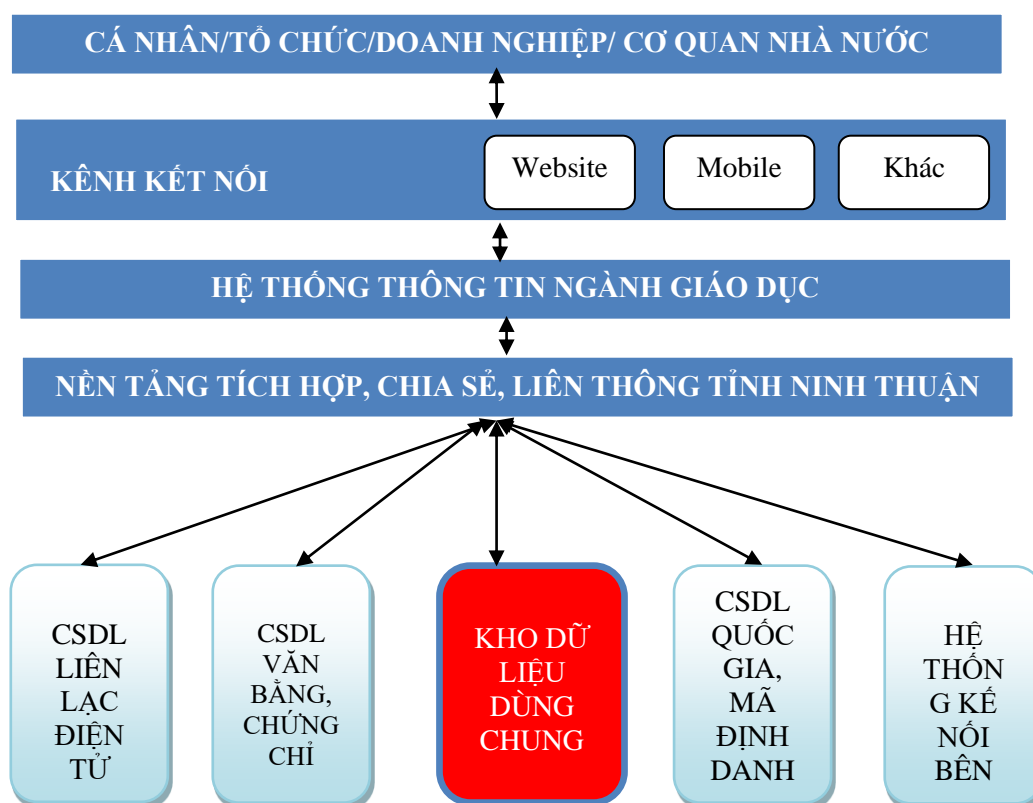 CÁ NHÂN/TỔ CHỨC/DOANH NGHIỆP/ CƠ QUAN NHÀ NƯỚC
KÊNH KẾT NỐI
Website
Mobile
Khác
HỆ THỐNG THÔNG TIN NGÀNH GIÁO DỤC
NỀN TẢNG TÍCH HỢP, CHIA SẺ, LIÊN THÔNG TỈNH NINH THUẬN
CSDL
LIÊN
LẠC
ĐIỆN
TỬ
CSDL
VĂN
BẰNG,
CHỨNG
CHỈ
KHO DỮ
LIỆU
DÙNG
CHUNG
CSDL
QUỐC
GIA,
MÃ
ĐỊNH
DANH
HỆ
THỐN
G KẾ
NỐI
BÊN